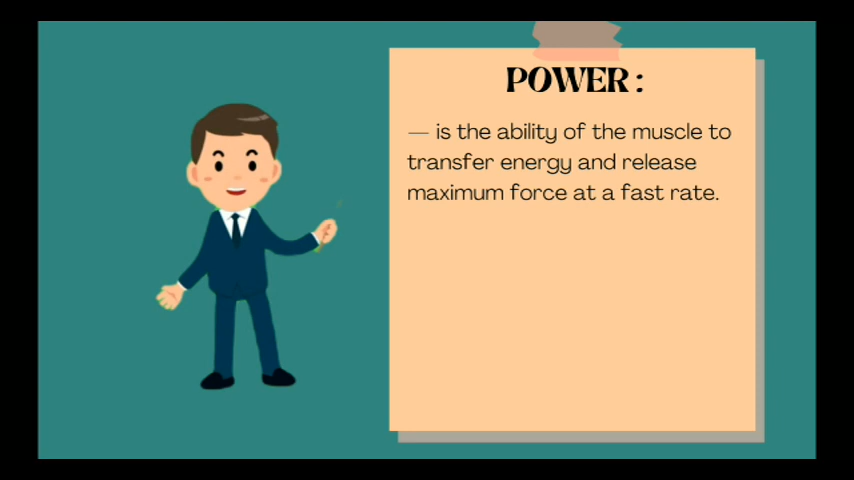 POWER :
— is the ability of the muscle to
transfer energy and release
maximum force at a fast rate.